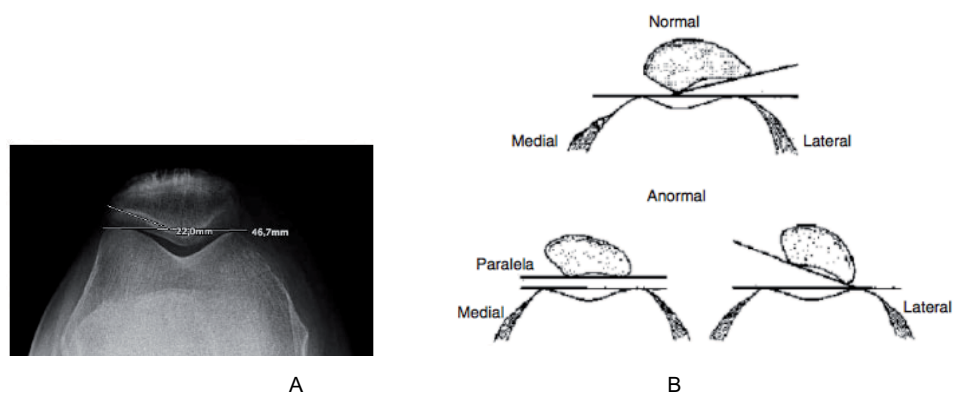 Normal
Medial
Lateral
Anormal
22,0mm
46,7mm
Paralela
Medial
Lateral
A
B